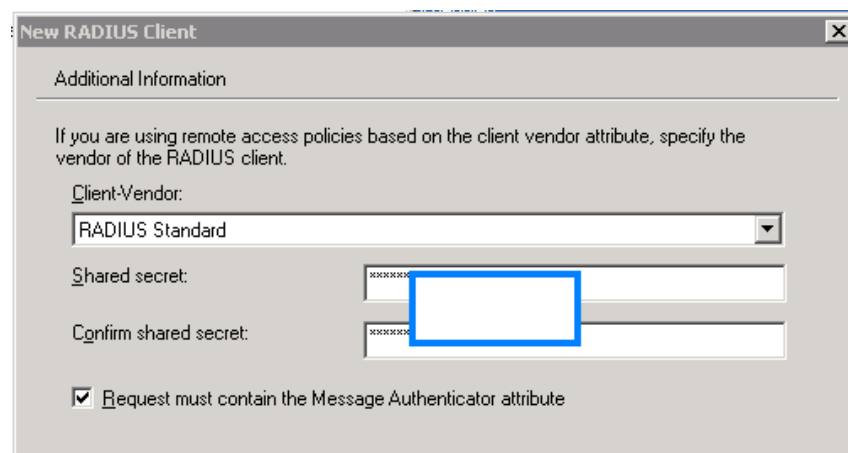 New RADIUS Client
Additional Information
If you are using remote access policies based on the client vendor attribute, specify the
vendor of the RADIUS client.
Client-Vendor:
RADIUS Standard
Shared secret:
Confirm shared secret:
Request must contain the Message Authenticator attribute